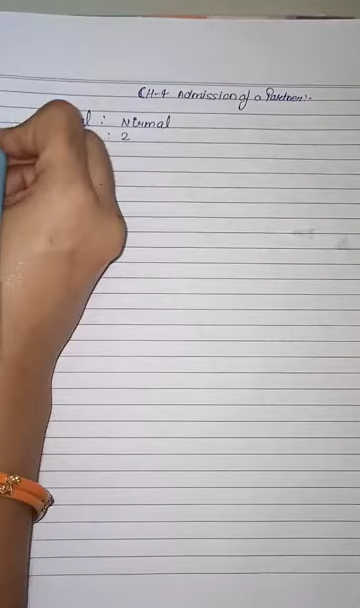 CH-4 Admission of a Partner:-
: Nirmal
: 2